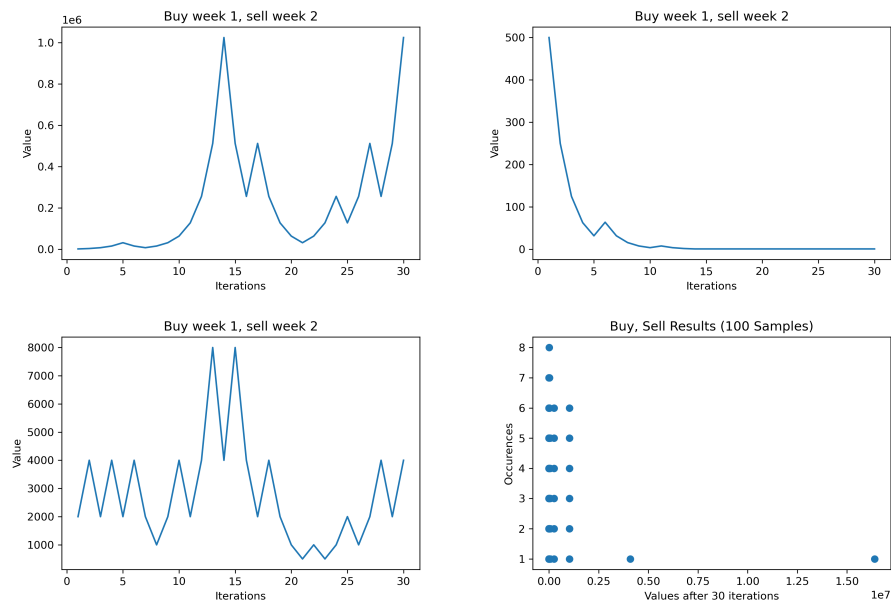 Buy week 1, sell week 2
1e6
1.0
0.8
0.6
0.4
0.2
0.0
Value
0 5 10 15 20 25 30
Iterations
Buy week 1, sell week 2
500
400
300
200
100
0
Value
0 5 10 15 20 25 30
Iterations
Buy week 1, sell week 2
8000
7000
6000
5000
4000
3000
2000
1000
Value
0 5 10 15 20 25 30
Iterations
Buy, Sell Results (100 Samples)
8
7
6
5
4
3
2
1
Occurences
0.00 0.25 0.50 0.75 1.00 1.25 1.50
Values after 30 iterations
1e7